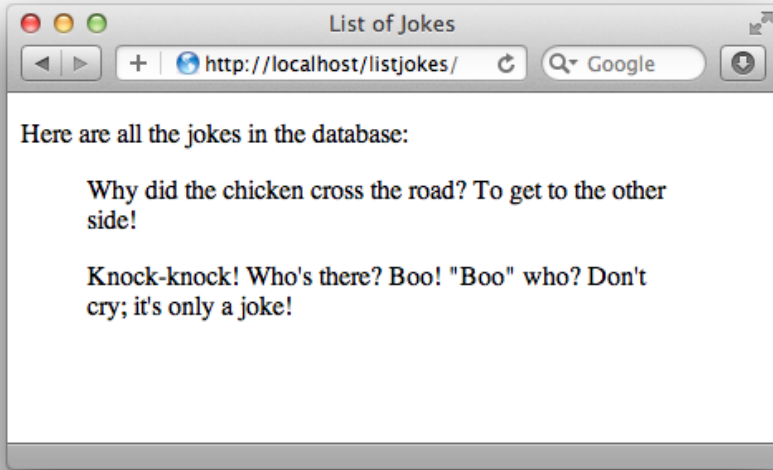 List of Jokes
http://localhost/listjokes/
Google
Here are all the jokes in the database:
Why did the chicken cross the road? To get to the other
side!
Knock-knock! Who's there? Boo! "Boo" who? Don't
cry; it's only a joke!